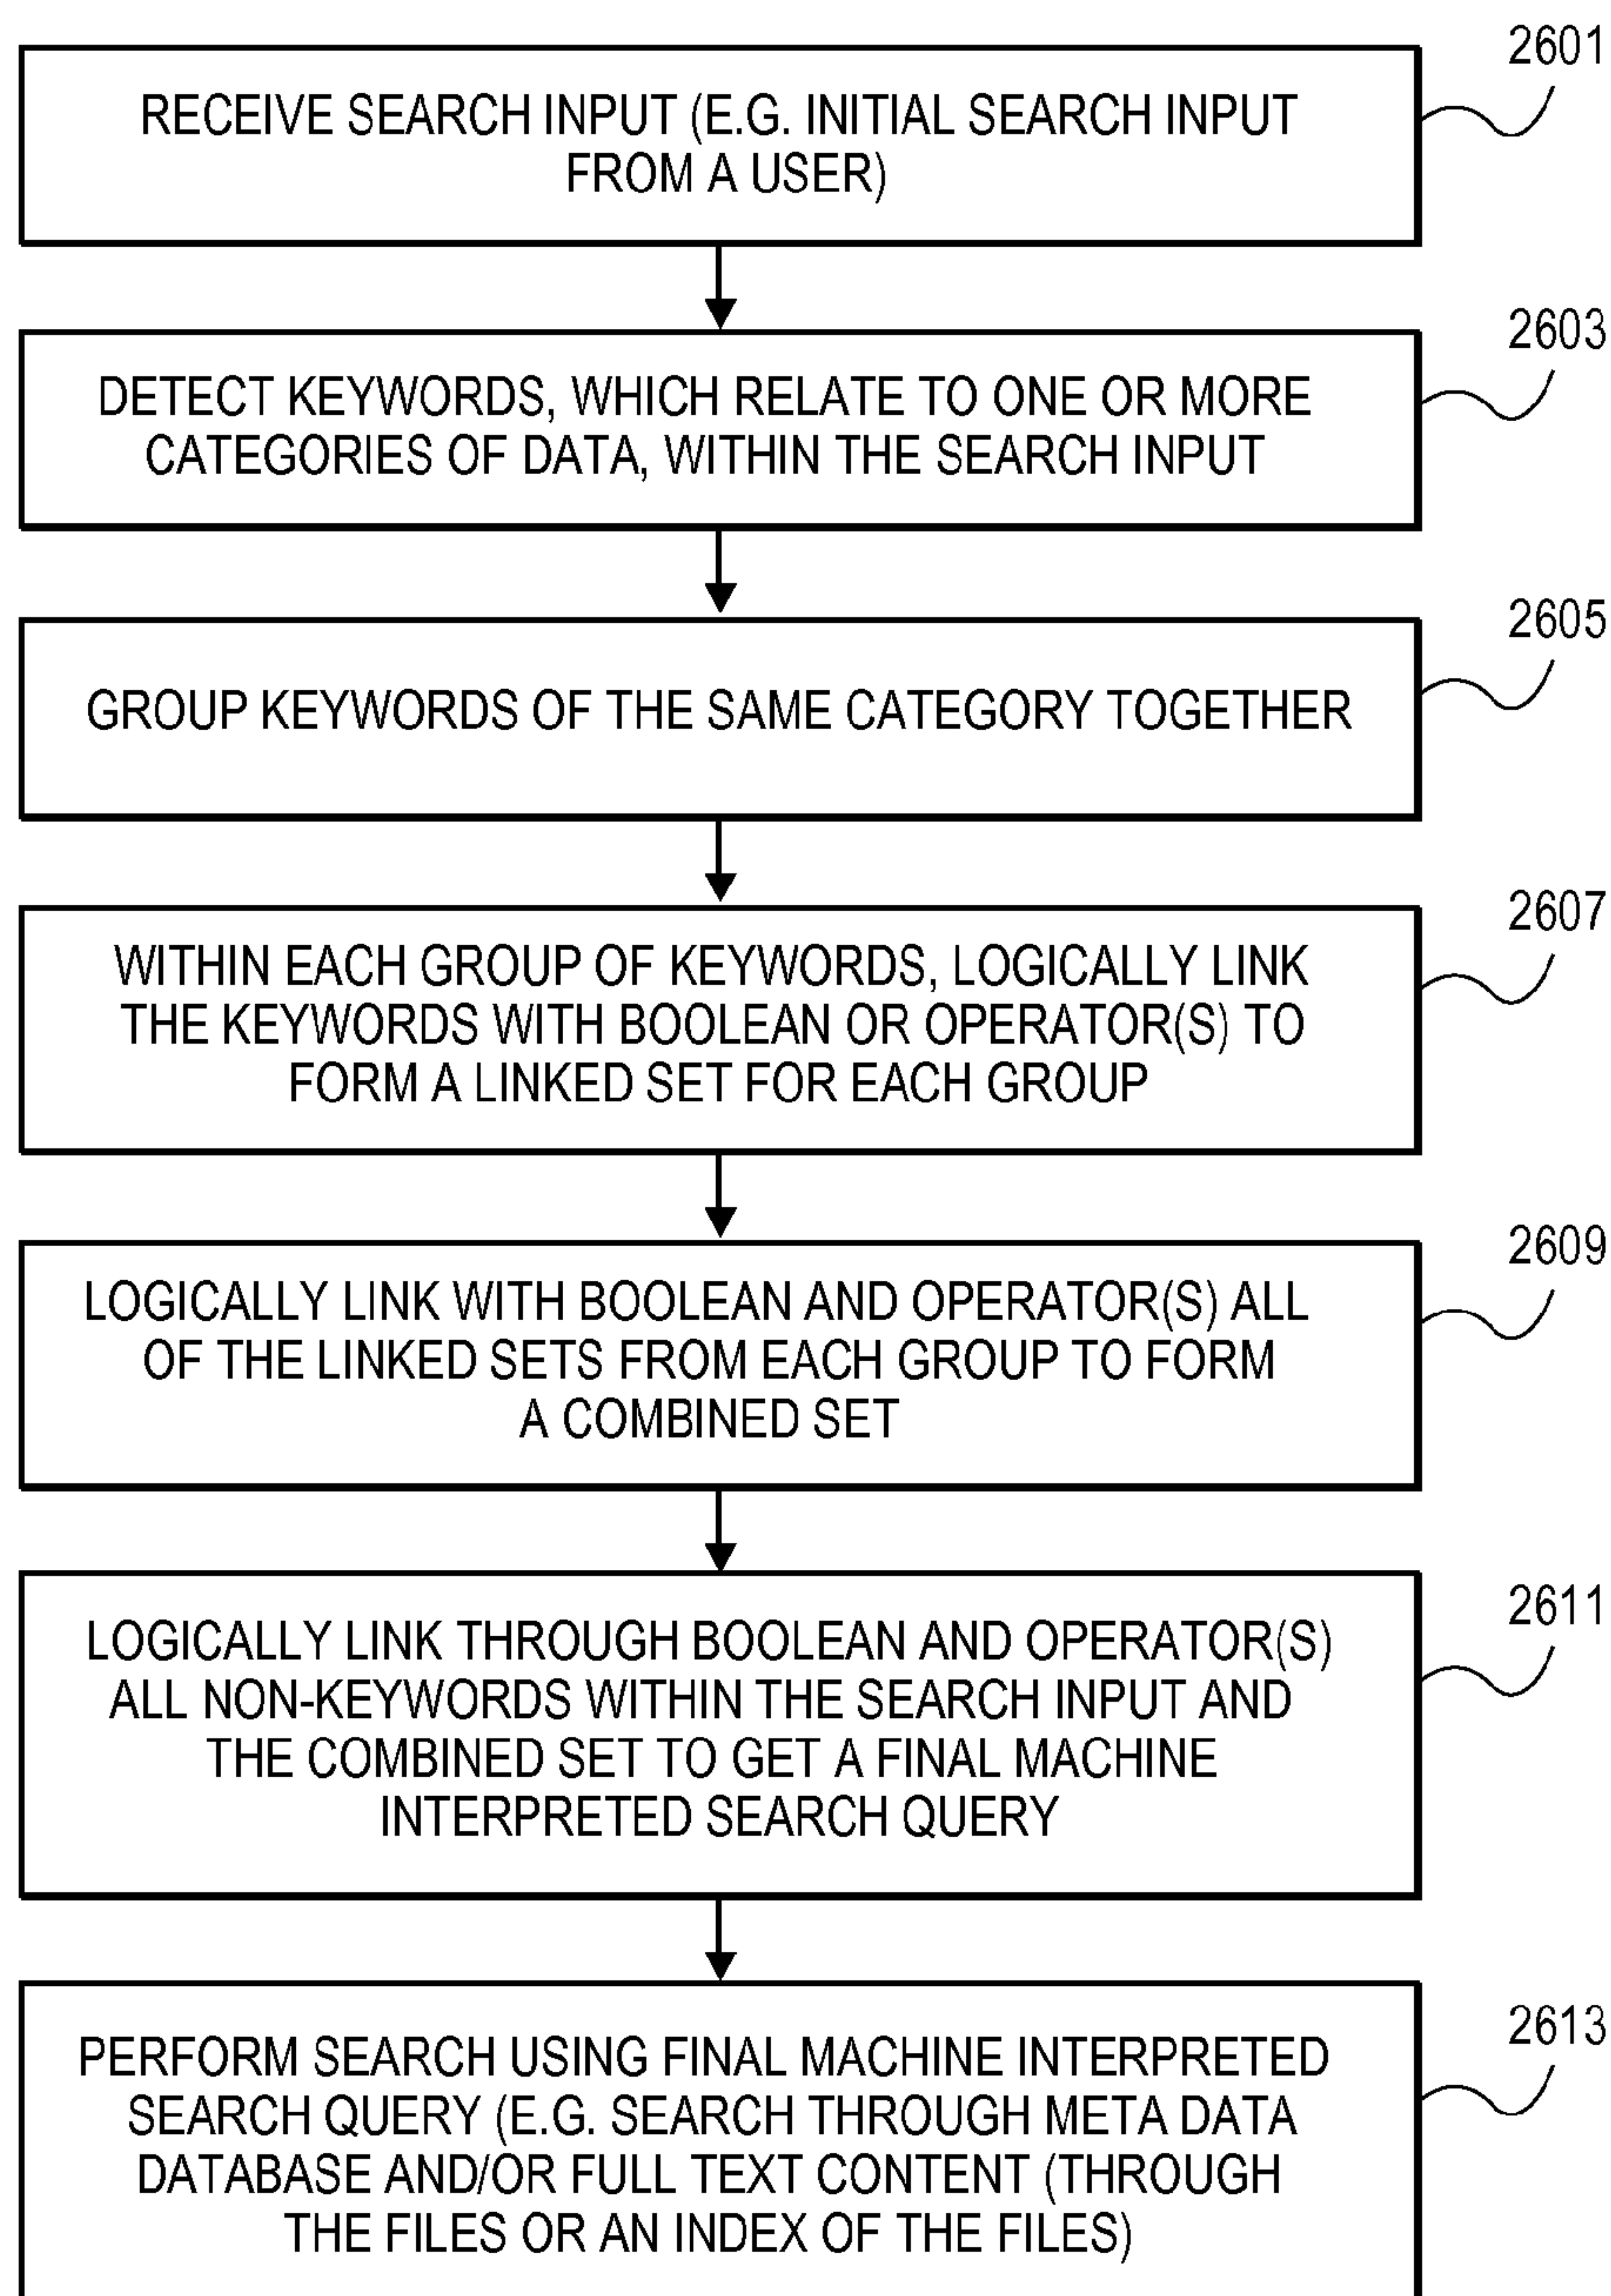 2601
RECEIVE SEARCH INPUT (E.G. INITIAL SEARCH INPUT
FROM A USER)
2603
DETECT KEYWORDS, WHICH RELATE TO ONE OR MORE
CATEGORIES OF DATA, WITHIN THE SEARCH INPUT
2605
GROUP KEYWORDS OF THE SAME CATEGORY TOGETHER
2607
WITHIN EACH GROUP OF KEYWORDS, LOGICALLY LINK
THE KEYWORDS WITH BOOLEAN OR OPERATOR(S) TO
FORM A LINKED SET FOR EACH GROUP
2609
LOGICALLY LINK WITH BOOLEAN AND OPERATOR(S) ALL
OF THE LINKED SETS FROM EACH GROUP TO FORM
A COMBINED SET
2611
LOGICALLY LINK THROUGH BOOLEAN AND OPERATOR(S)
ALL NON-KEYWORDS WITHIN THE SEARCH INPUT AND
THE COMBINED SET TO GET A FINAL MACHINE
INTERPRETED SEARCH QUERY
2613
PERFORM SEARCH USING FINAL MACHINE INTERPRETED
SEARCH QUERY (E.G. SEARCH THROUGH META DATA
DATABASE AND/OR FULL TEXT CONTENT (THROUGH
THE FILES OR AN INDEX OF THE FILES)